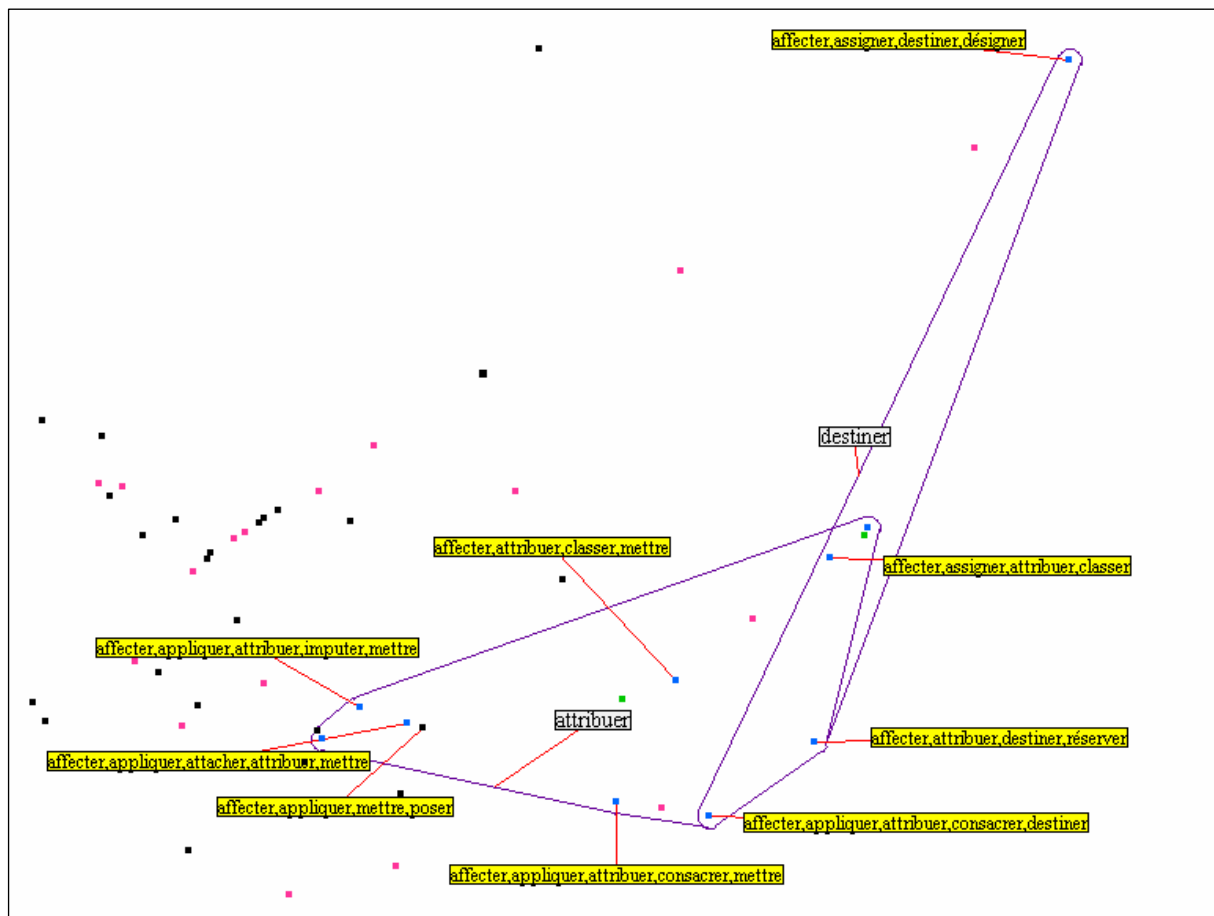 affecter,assigner,destiner,désigner
destiner
affecter,attribuer,classer,mettre
affecter,assigner,attribuer,classer
affecter,appliquer,attribuer,imputer,mettre
attribuer
affecter,attribuer,destiner,réserver
affecter,appliquer,attacher,attribuer,mettre
affecter,appliquer,mettre,poser
affecter,appliquer,attribuer,consacrer,destiner
affecter,appliquer,attribuer,consacrer,mettre